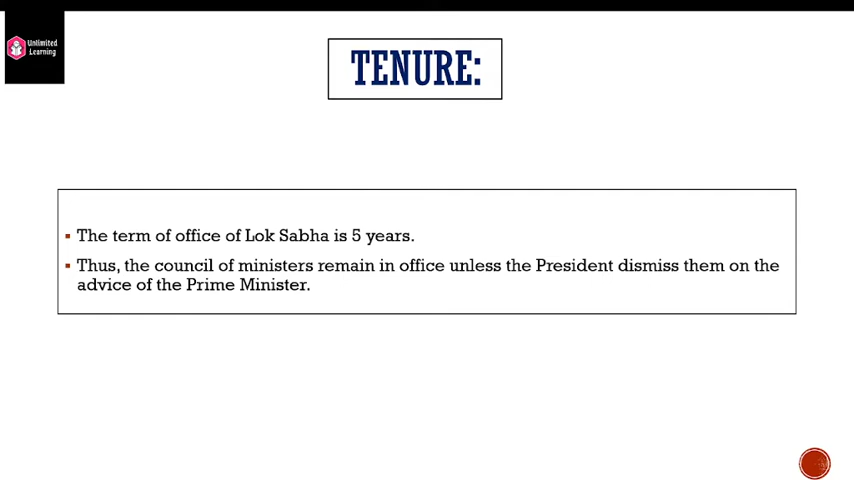 Unlimited
Learning
TENURE:
▪ The term of office of Lok Sabha is 5 years.
▪ Thus, the council of ministers remain in office unless the President dismiss them on the
advice of the Prime Minister.